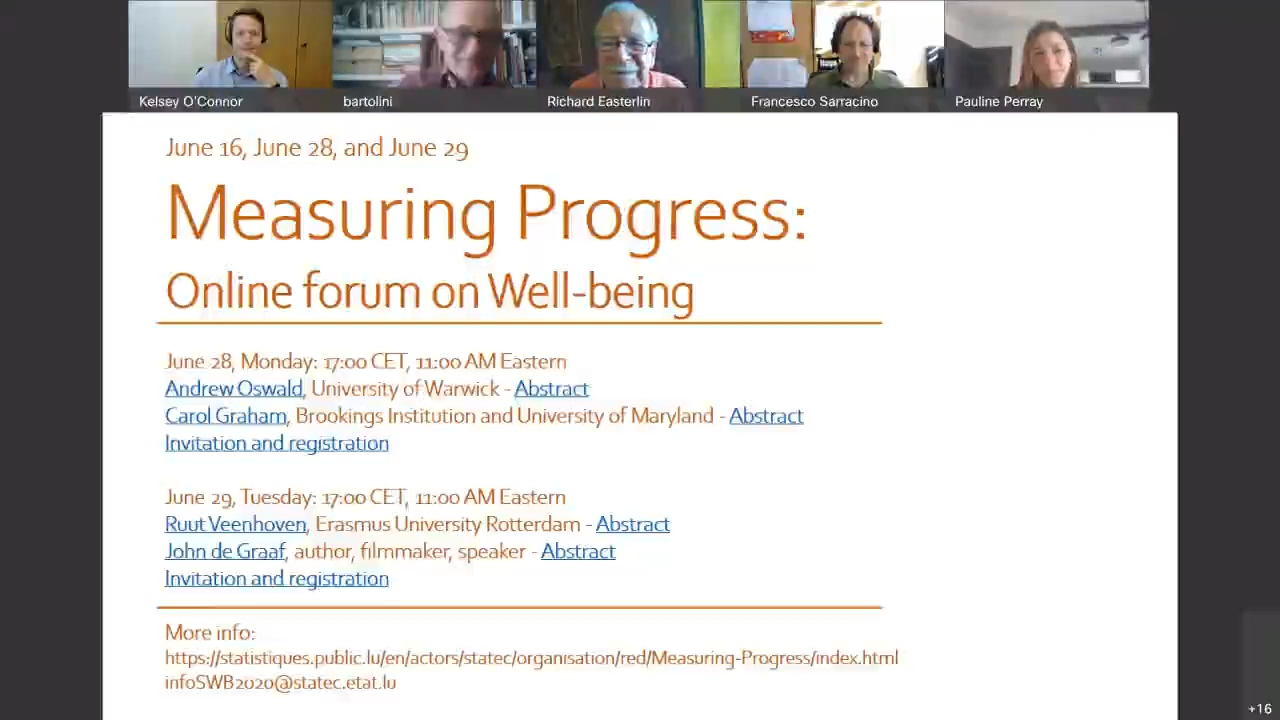 Kelsey O'Connor
bartolini
Richard Easterlin
Francesco Sarracino
Pauline Perray
June 16, June 28, and June 29
Measuring Progress:
Online forum on Well-being
June 28, Monday: 17:00 CET, 11:00 AM Eastern
Andrew Oswald, University of Warwick - Abstract
Carol Graham, Brookings Institution and University of Maryland - Abstract
Invitation and registration
June 29, Tuesday: 17:00 CET, 11:00 AM Eastern
Ruut Veenhoven, Erasmus University Rotterdam - Abstract
John de Graaf, author, filmmaker, speaker - Abstract
Invitation and registration
More info:
https://statistiques.public.lu/en/actors/statec/organisation/red/Measuring-Progress/index.html
infoSWB2020@statec.etat.lu
+16